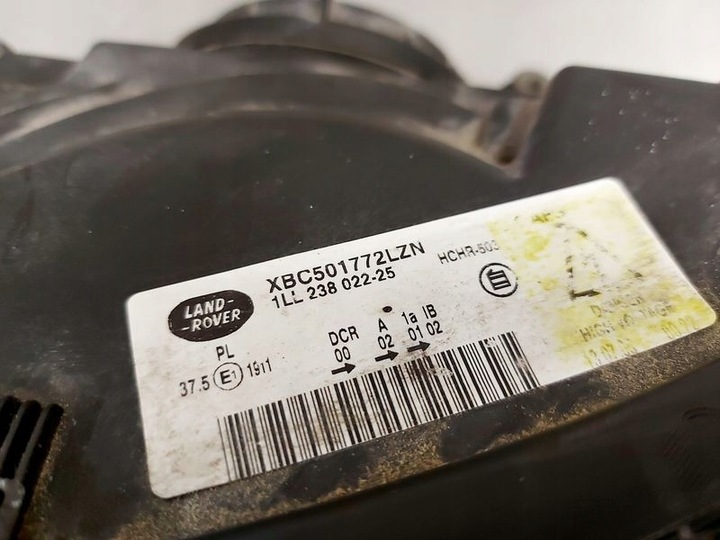 LAND-
-ROVER
XBC501772LZN
1LL 238 022-25
HCHR-503
自
PL
37.5 E1 1911
DCR A 1a IB
00 02 01 02